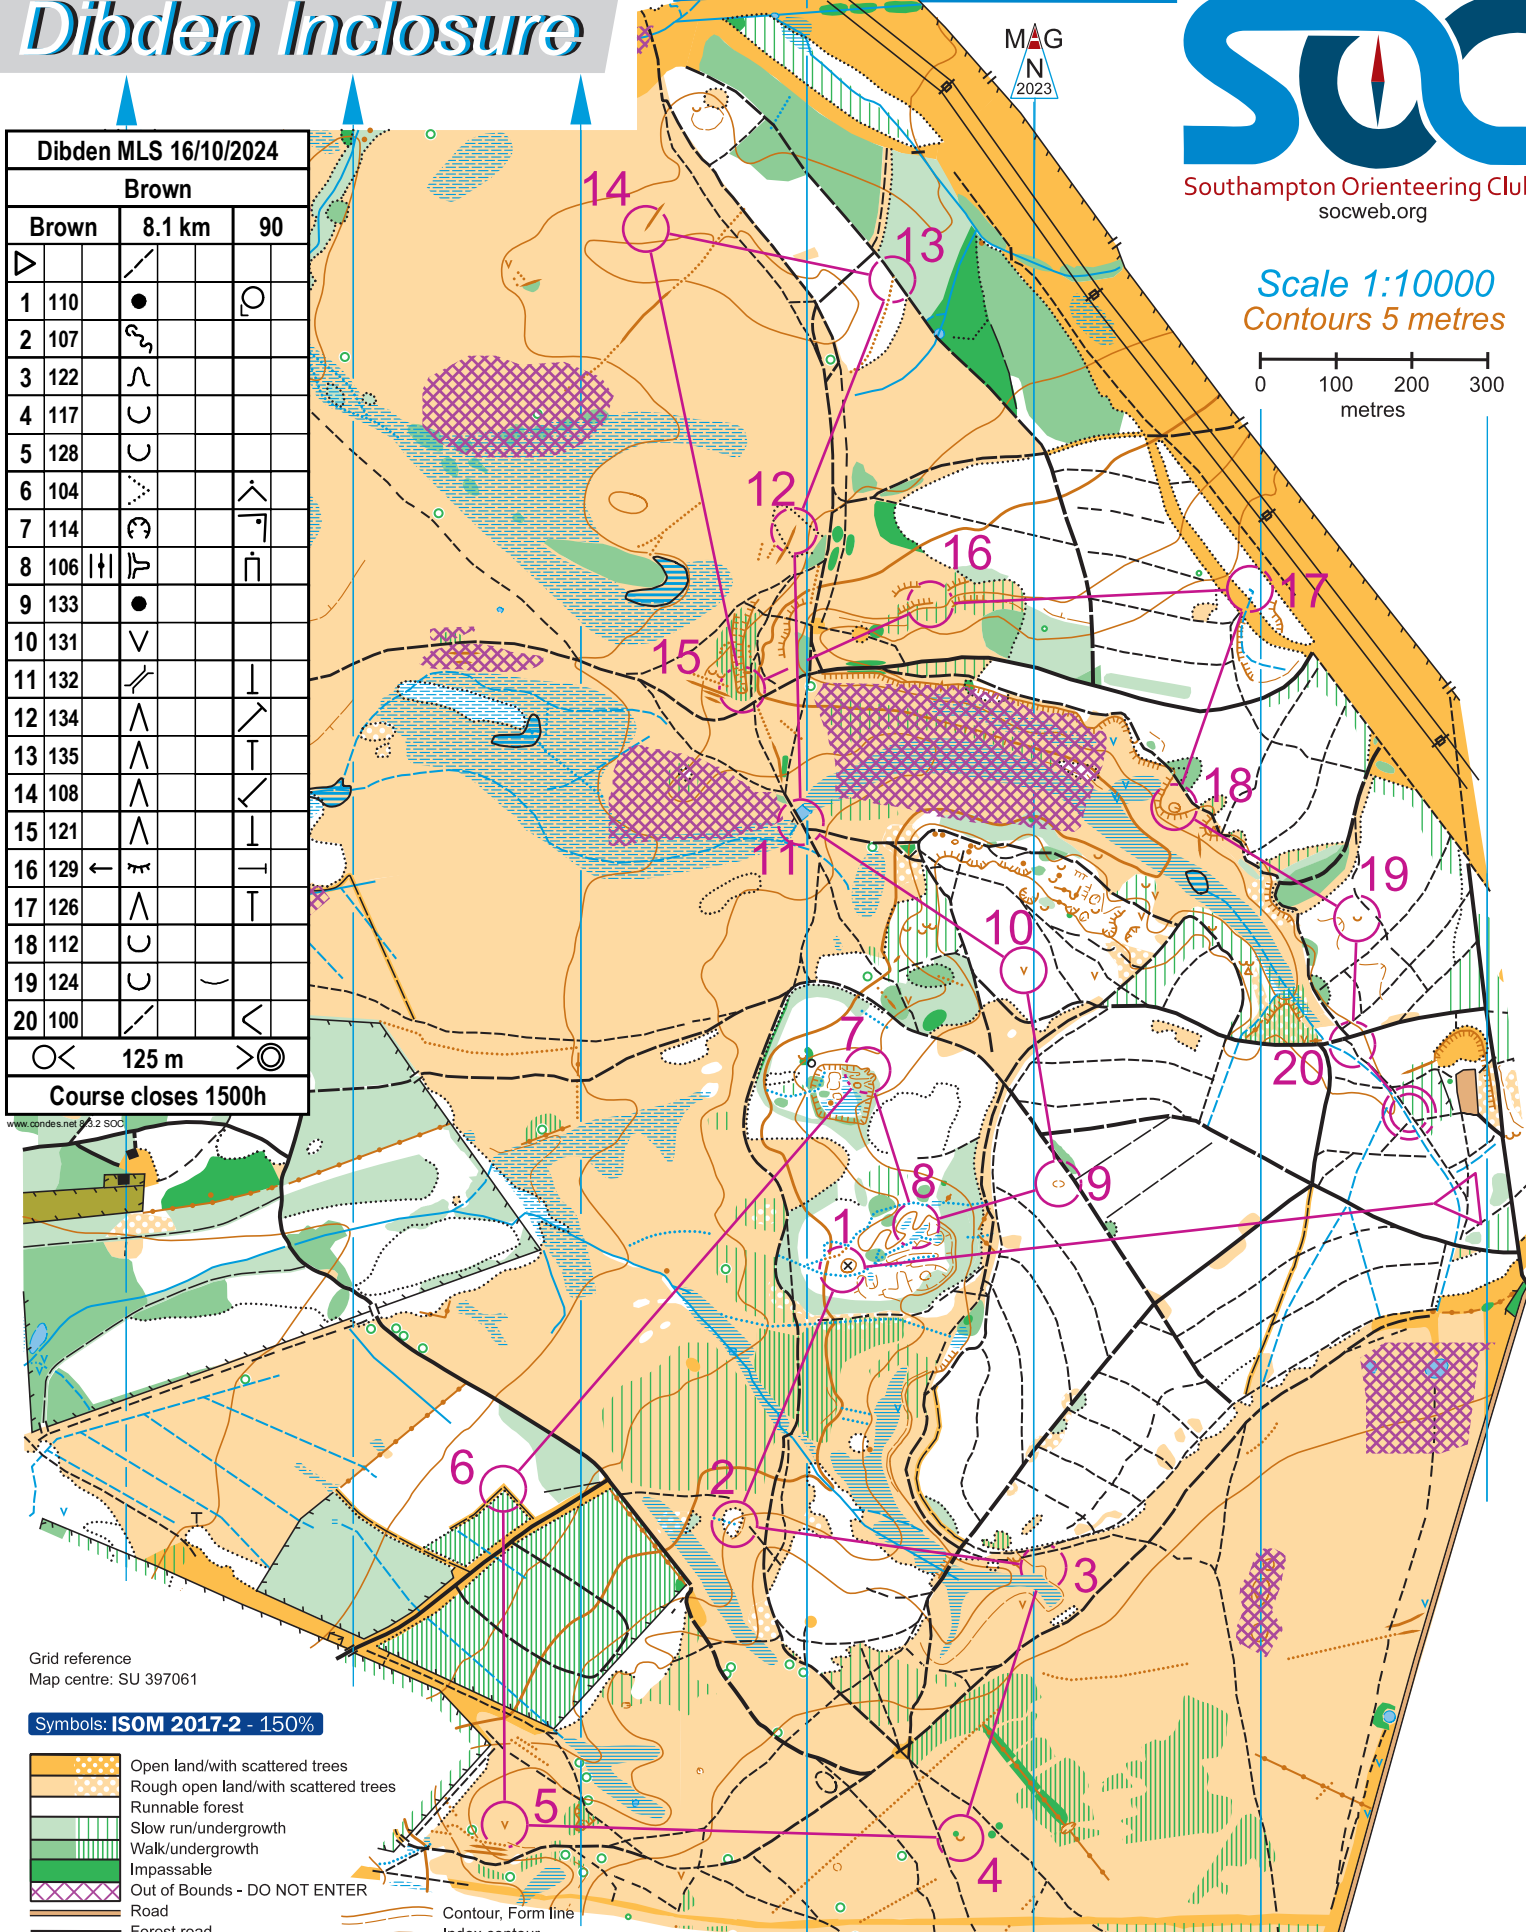 Dibden Inclosure
MAG
N
2023
Southampton Orienteering Clu
socweb.org
Scale 1:10000
Contours 5 metres
0 100 200 300
metres
Dibden MLS 16/10/2024
Brown
Brown 8.1 km 90
1 110
2 107
3 122
4 117
5 128
6 104
7 114
8 106
9 133
10 131
11 132
12 134
13 135
14 108
15 121
16 129
17 126
18 112
19 124
20 100
125 m
Course closes 1500h
www.condes.net 8.3.2 SOC
14
13
12
16
17
15
18
11
19
10
7
20
8
9
1
6
2
3
5
4
Grid reference
Map centre: SU 397061
Symbols: ISOM 2017-2 - 150%
Open land/with scattered trees
Rough open land/with scattered trees
Runnable forest
Slow run/undergrowth
Walk/undergrowth
Impassable
Out of Bounds - DO NOT ENTER
Road
Forest road
Contour, Form line
Index contour